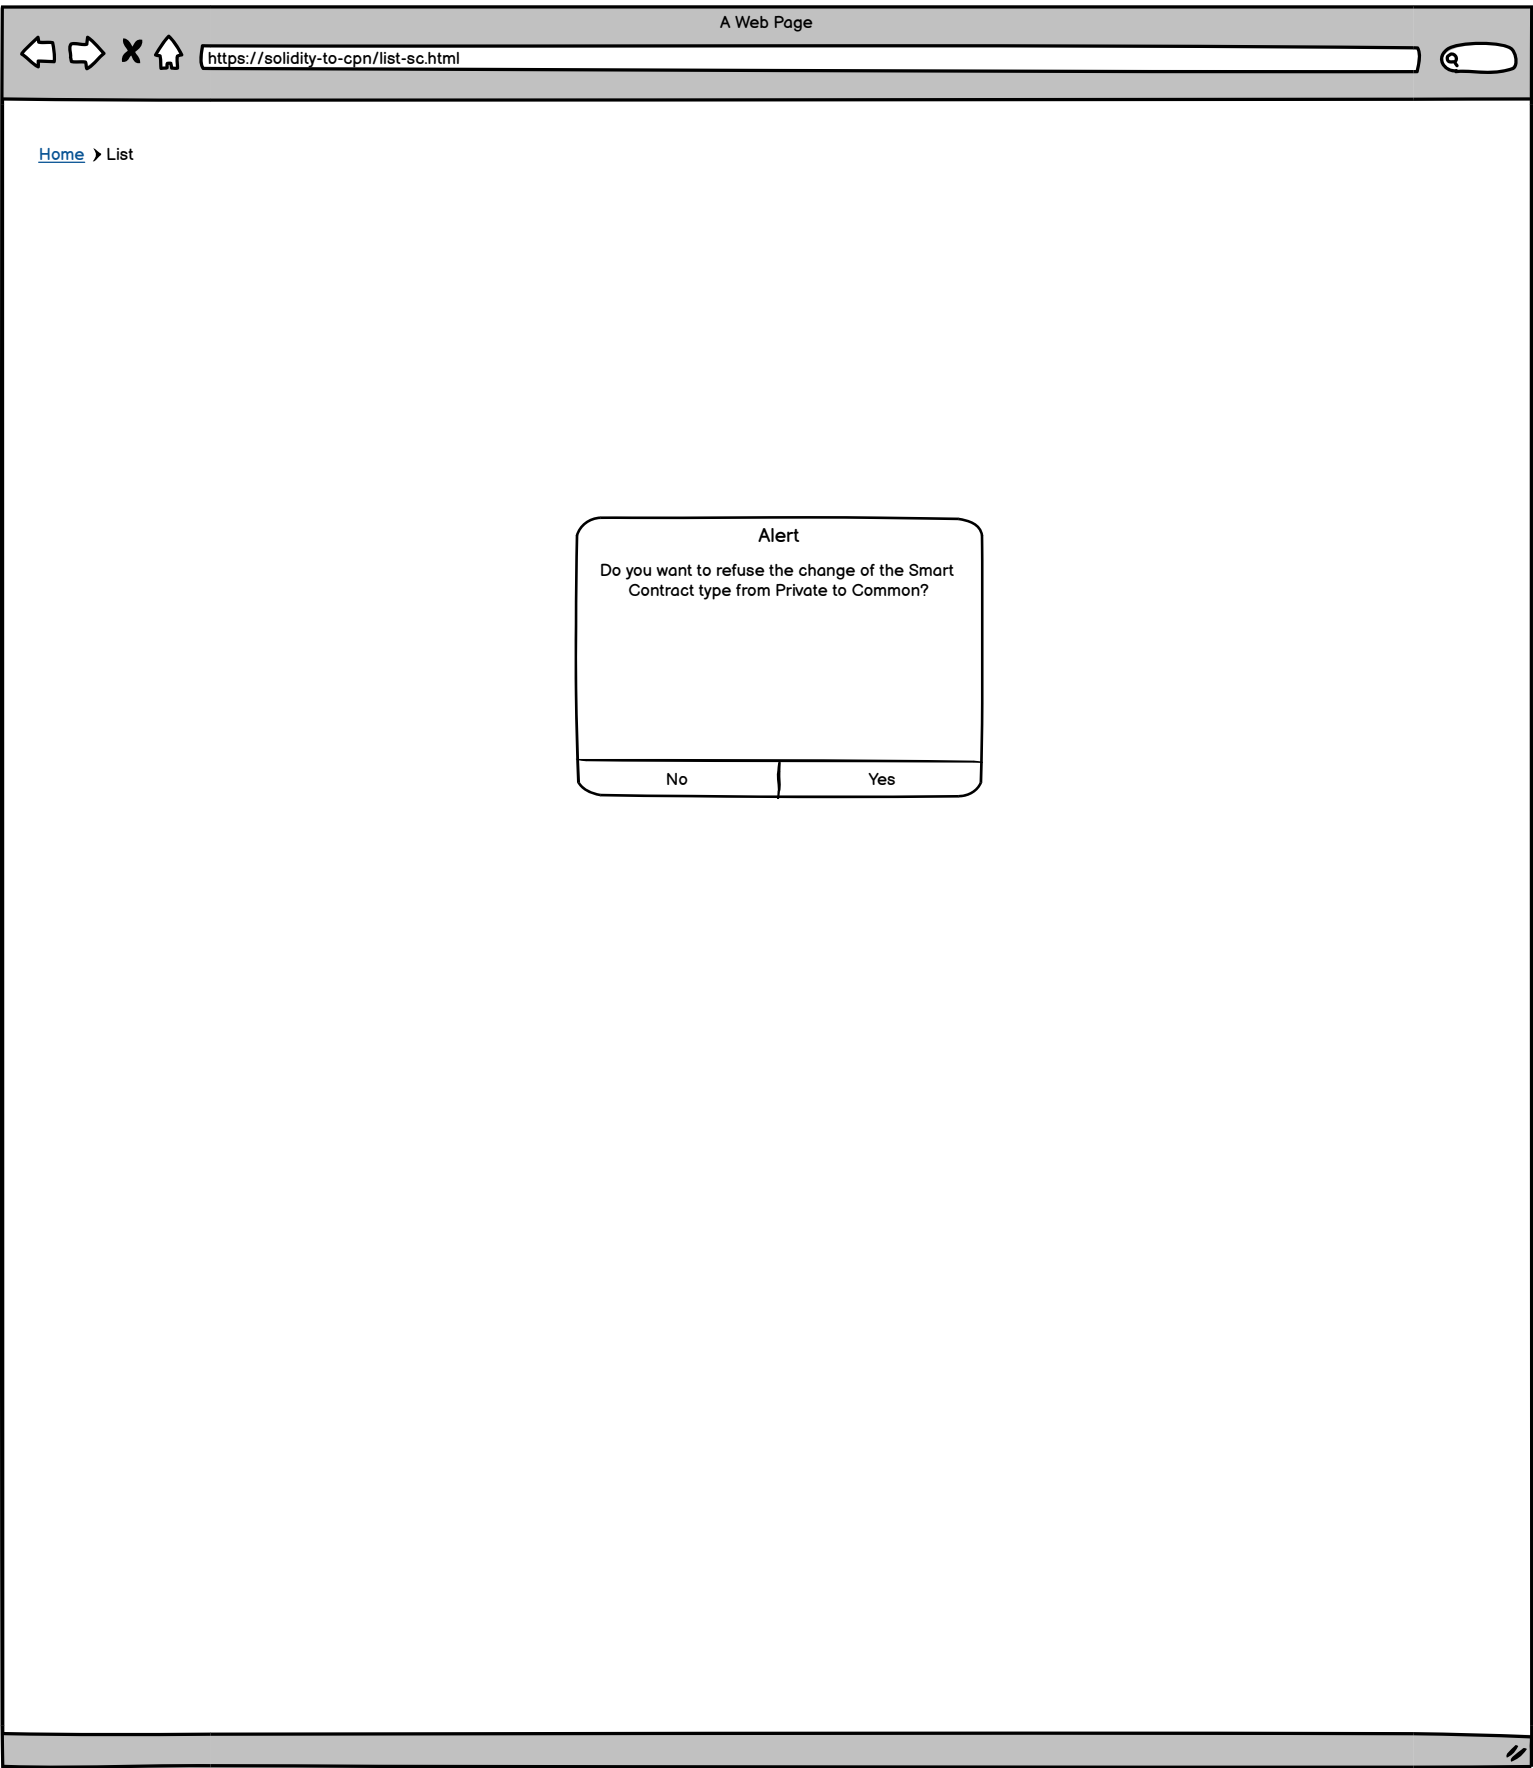 A Web Page
https://solidity-to-cpn/list-sc.html
Home > List
Alert
Do you want to refuse the change of the Smart
Contract type from Private to Common?
No
Yes